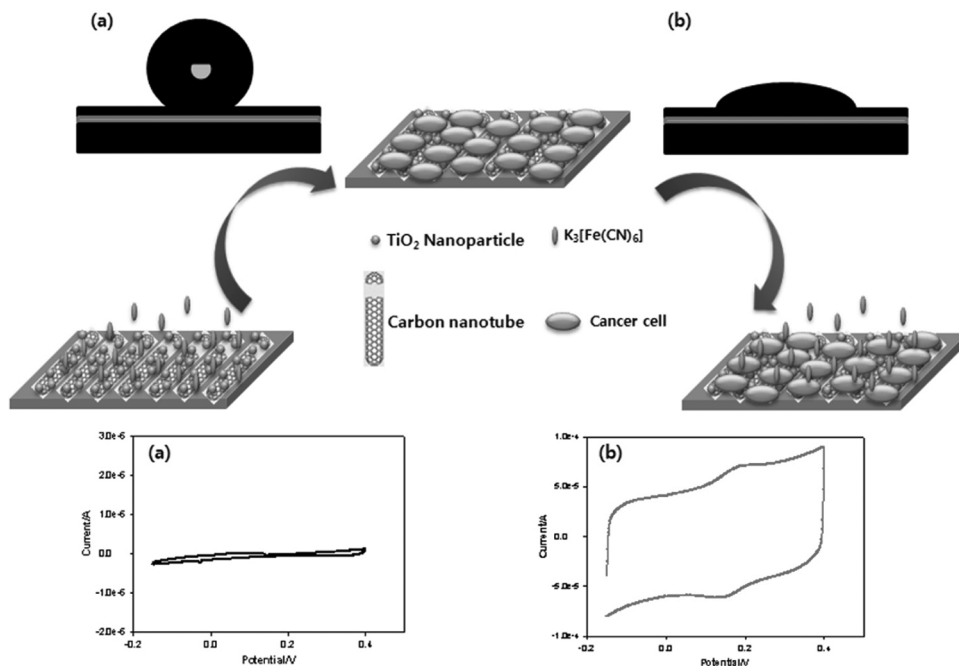 (a)
(b)
TiO2 Nanoparticle
K3[Fe(CN)6]
Carbon nanotube
Cancer cell
(a)
3.0e-6
2.0e-6
1.0e-6
0.0
-1.0e-6
-2.0e-6
Current/A
-0.2
0.0
0.2
0.4
Potential/V
(b)
1.0e-4
5.0e-5
0.0
-5.0e-5
-1.0e-4
Current/A
-0.2
0.0
0.2
0.4
Potential/V